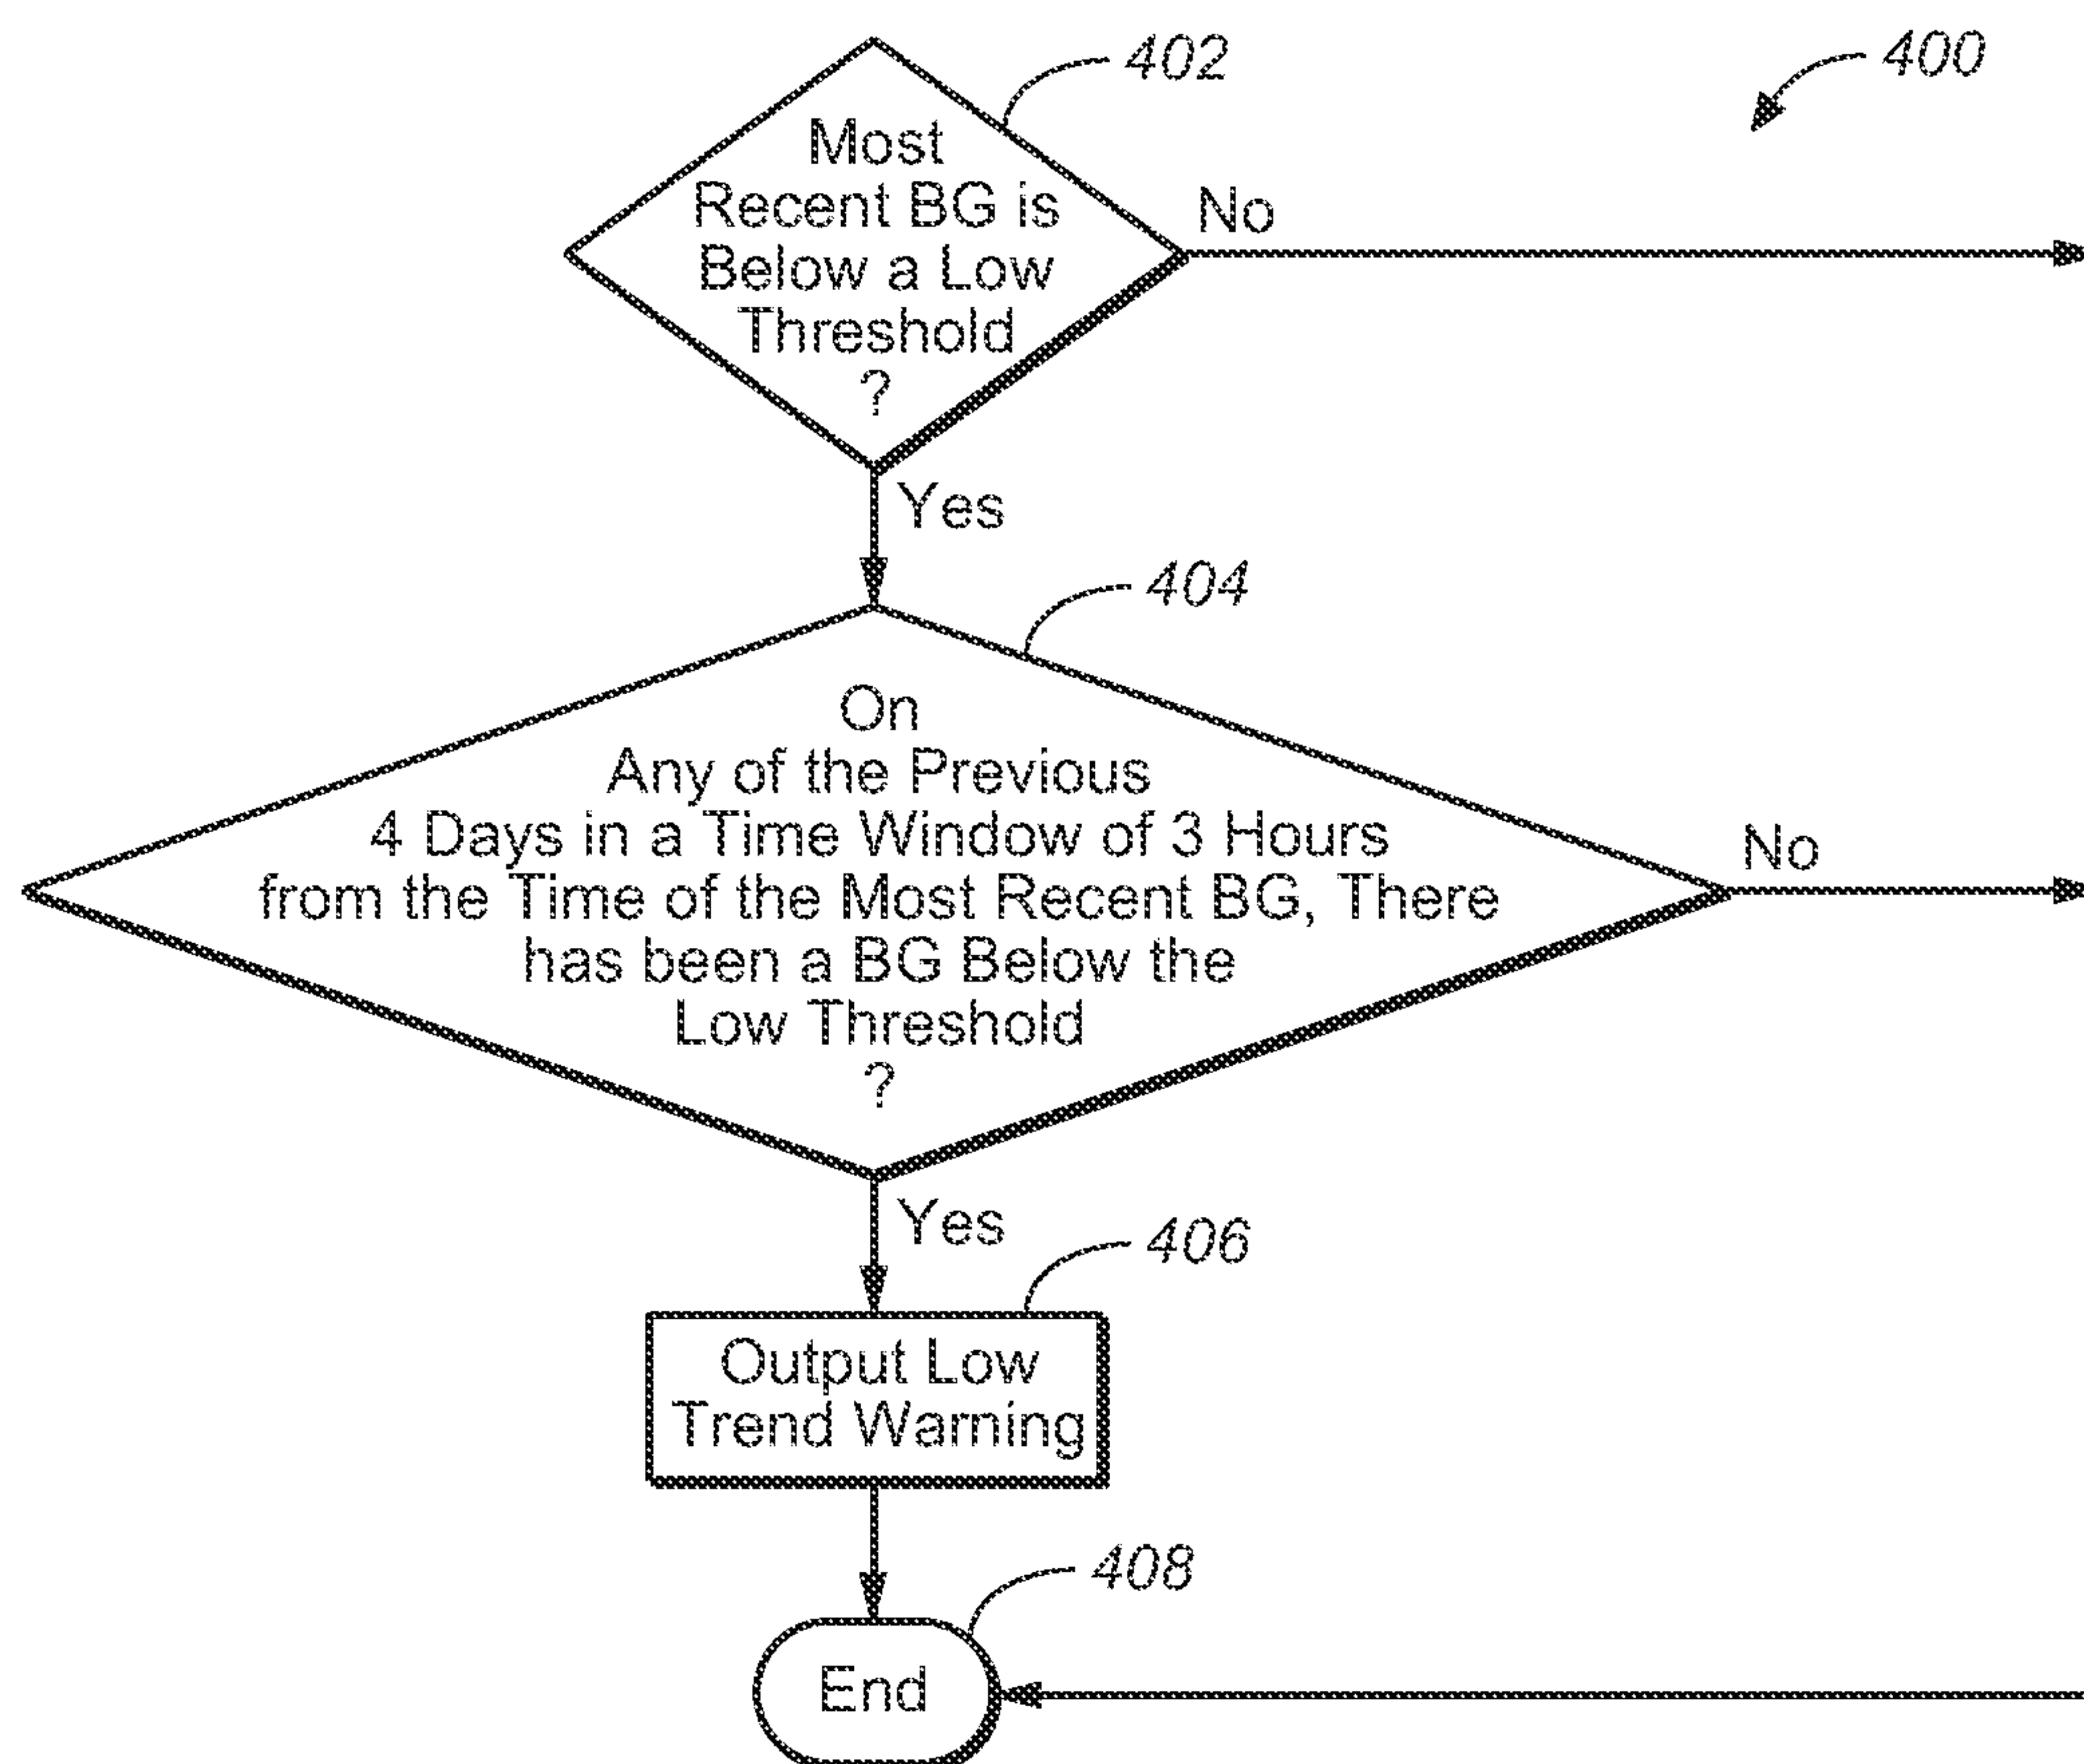 402
400
Most
Recent BG is
Below a Low
Threshold
?
No
Yes
404
On
Any of the Previous
4 Days in a Time Window of 3 Hours
from the Time of the Most Recent BG, There
has been a BG Below the
Low Threshold
?
No
Yes
406
Output Low
Trend Warning
408
End